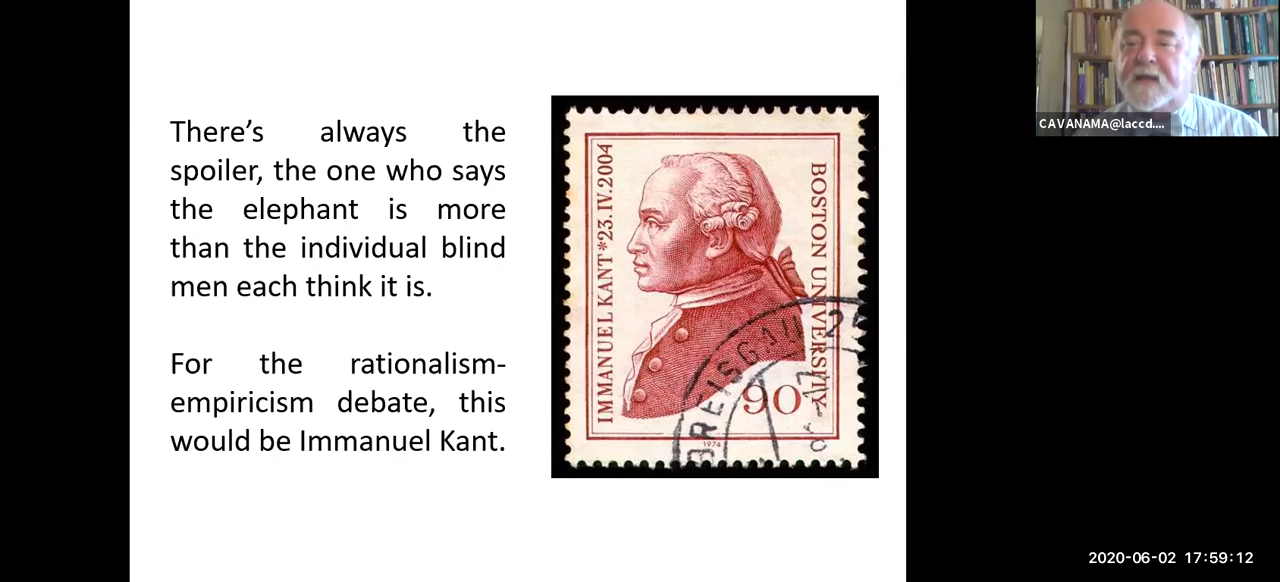 There’s always the
spoiler, the one who says
the elephant is more
than the individual blind
men each think it is.
For the rationalism-
empiricism debate, this
would be Immanuel Kant.
IMMANUEL KANT*23.IV.2004
BOSTON UNIVERSITY
90
1974
BREISGAU
CAVANAMA@laccd....
2020-06-02 17:59:12